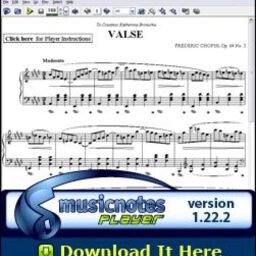 To Countess Katharina Branicka
Click here for Player Instructions
VALSE
FREDERIC CHOPIN, Op. 64 No. 3
Moderato
musicnotes
PLAYER
version
1.22.2
Download It Here